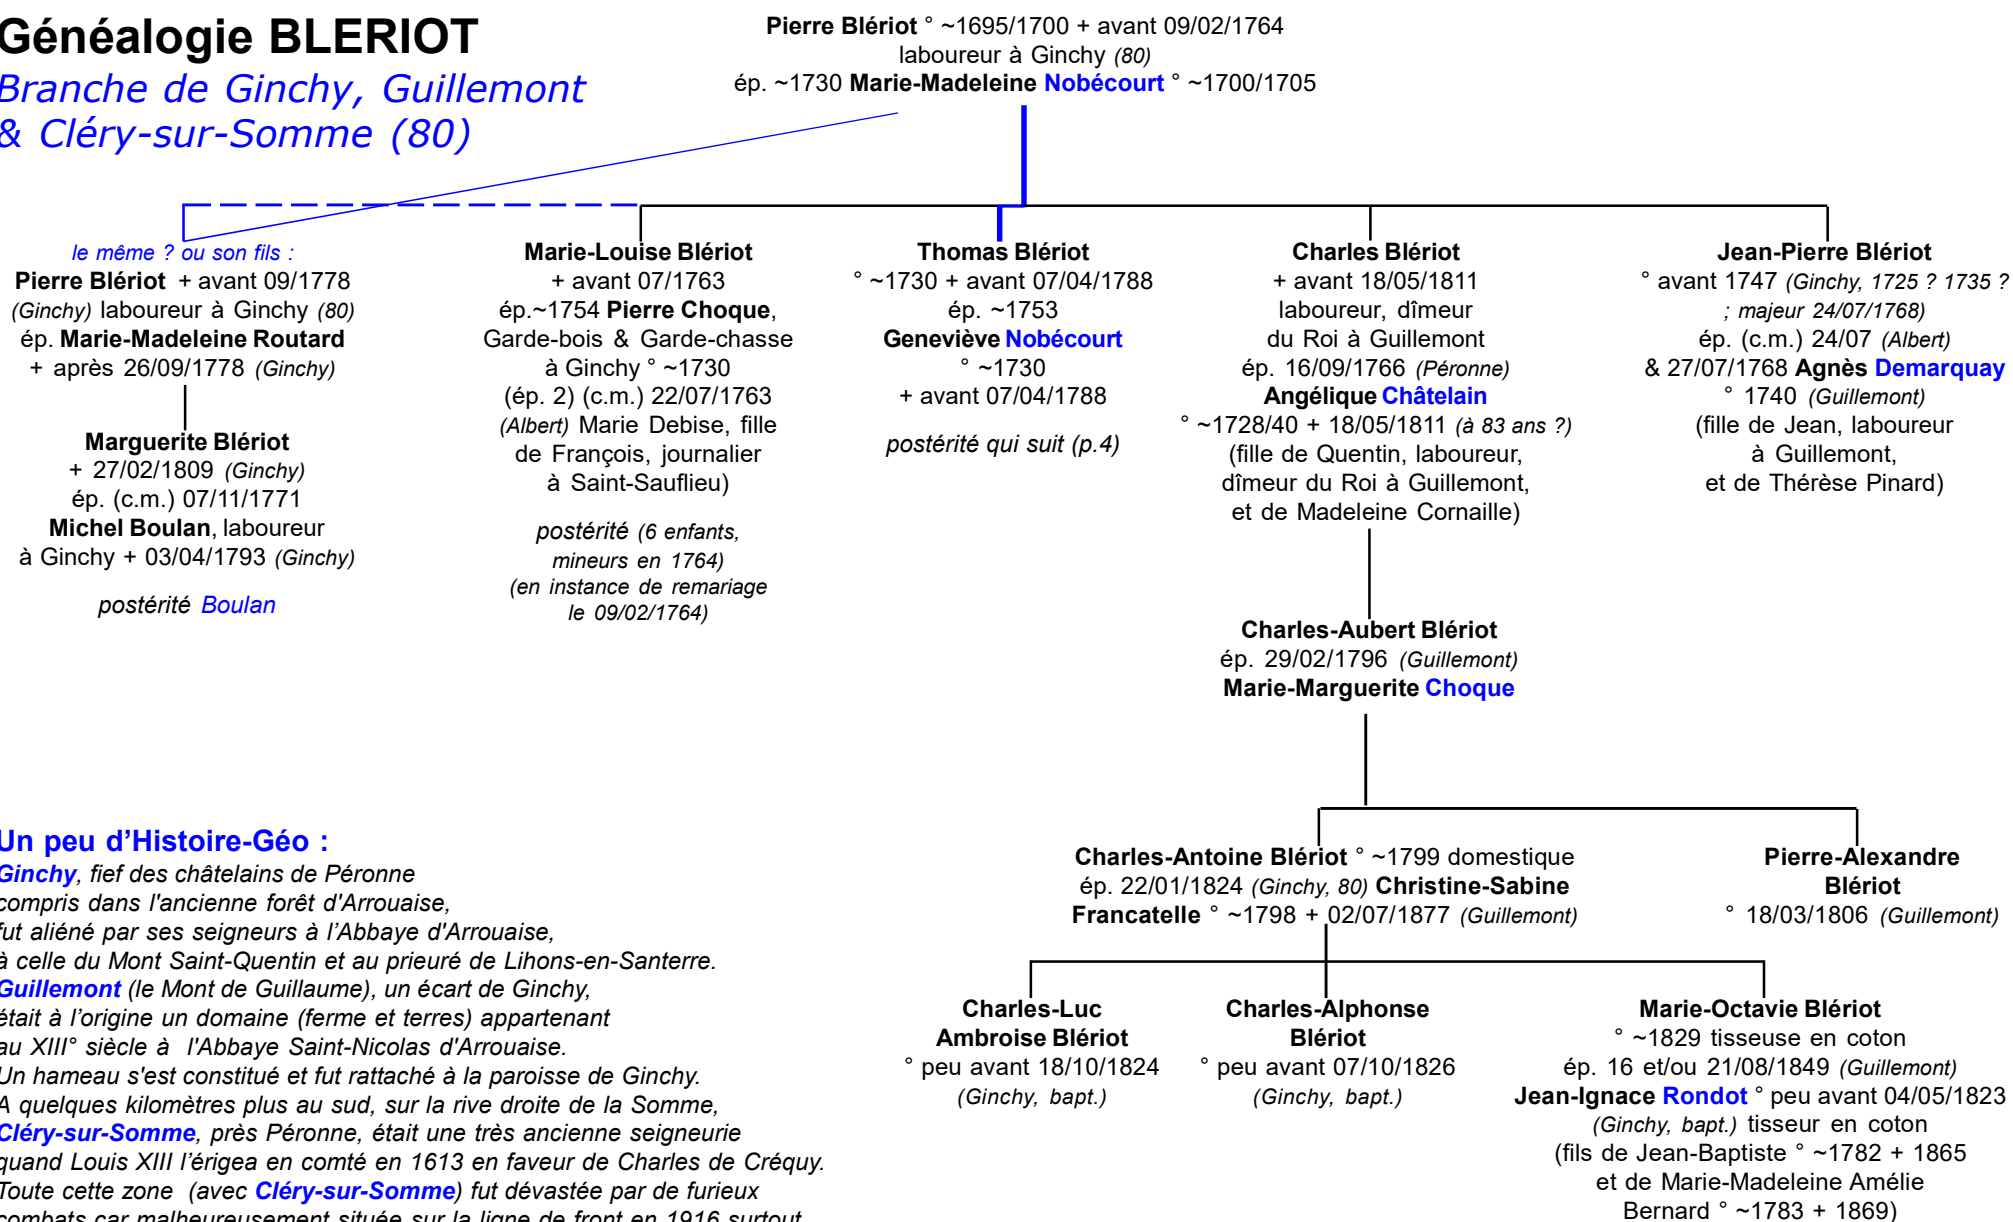 Généalogie BLERIOT
Branche de Ginchy, Guillemont
& Cléry-sur-Somme (80)
Pierre Blériot ° ~1695/1700 + avant 09/02/1764
laboureur à Ginchy (80)
ép. ~1730 Marie-Madeleine Nobécourt ° ~1700/1705
le même ? ou son fils :
Pierre Blériot + avant 09/1778
(Ginchy) laboureur à Ginchy (80)
ép. Marie-Madeleine Routard
+ après 26/09/1778 (Ginchy)
Marguerite Blériot
+ 27/02/1809 (Ginchy)
ép. (c.m.) 07/11/1771
Michel Boulan, laboureur
à Ginchy + 03/04/1793 (Ginchy)
postérité Boulan
Marie-Louise Blériot
+ avant 07/1763
ép.~1754 Pierre Choque,
Garde-bois & Garde-chasse
à Ginchy ° ~1730
(ép. 2) (c.m.) 22/07/1763
(Albert) Marie Debise, fille
de François, journalier
à Saint-Sauflieu)
postérité (6 enfants,
mineurs en 1764)
(en instance de remariage
le 09/02/1764)
Thomas Blériot
° ~1730 + avant 07/04/1788
ép. ~1753
Geneviève Nobécourt
° ~1730
+ avant 07/04/1788
postérité qui suit (p.4)
Charles Blériot
+ avant 18/05/1811
laboureur, dîmeur
du Roi à Guillemont
ép. 16/09/1766 (Péronne)
Angélique Châtelain
° ~1728/40 + 18/05/1811 (à 83 ans ?)
(fille de Quentin, laboureur,
dîmeur du Roi à Guillemont,
et de Madeleine Cornaille)
Jean-Pierre Blériot
° avant 1747 (Ginchy, 1725 ? 1735 ?
; majeur 24/07/1768)
ép. (c.m.) 24/07 (Albert)
& 27/07/1768 Agnès Demarquay
° 1740 (Guillemont)
(fille de Jean, laboureur
à Guillemont,
et de Thérèse Pinard)
Charles-Aubert Blériot
ép. 29/02/1796 (Guillemont)
Marie-Marguerite Choque
Charles-Antoine Blériot ° ~1799 domestique
ép. 22/01/1824 (Ginchy, 80) Christine-Sabine
Francatelle ° ~1798 + 02/07/1877 (Guillemont)
Pierre-Alexandre
Blériot
° 18/03/1806 (Guillemont)
Charles-Luc
Ambroise Blériot
° peu avant 18/10/1824
(Ginchy, bapt.)
Charles-Alphonse
Blériot
° peu avant 07/10/1826
(Ginchy, bapt.)
Marie-Octavie Blériot
° ~1829 tisseuse en coton
ép. 16 et/ou 21/08/1849 (Guillemont)
Jean-Ignace Rondot ° peu avant 04/05/1823
(Ginchy, bapt.) tisseur en coton
(fils de Jean-Baptiste ° ~1782 + 1865
et de Marie-Madeleine Amélie
Bernard ° ~1783 + 1869)
Un peu d’Histoire-Géo :
Ginchy, fief des châtelains de Péronne
compris dans l'ancienne forêt d'Arrouaise,
fut aliéné par ses seigneurs à l’Abbaye d'Arrouaise,
à celle du Mont Saint-Quentin et au prieuré de Lihons-en-Santerre.
Guillemont (le Mont de Guillaume), un écart de Ginchy,
était à l’origine un domaine (ferme et terres) appartenant
au XIII° siècle à l'Abbaye Saint-Nicolas d'Arrouaise.
Un hameau s'est constitué et fut rattaché à la paroisse de Ginchy.
A quelques kilomètres plus au sud, sur la rive droite de la Somme,
Cléry-sur-Somme, près Péronne, était une très ancienne seigneurie
quand Louis XIII l’érigea en comté en 1613 en faveur de Charles de Créquy.
Toute cette zone (avec Cléry-sur-Somme) fut dévastée par de furieux
combats car malheureusement située sur la ligne de front en 1916 surtout